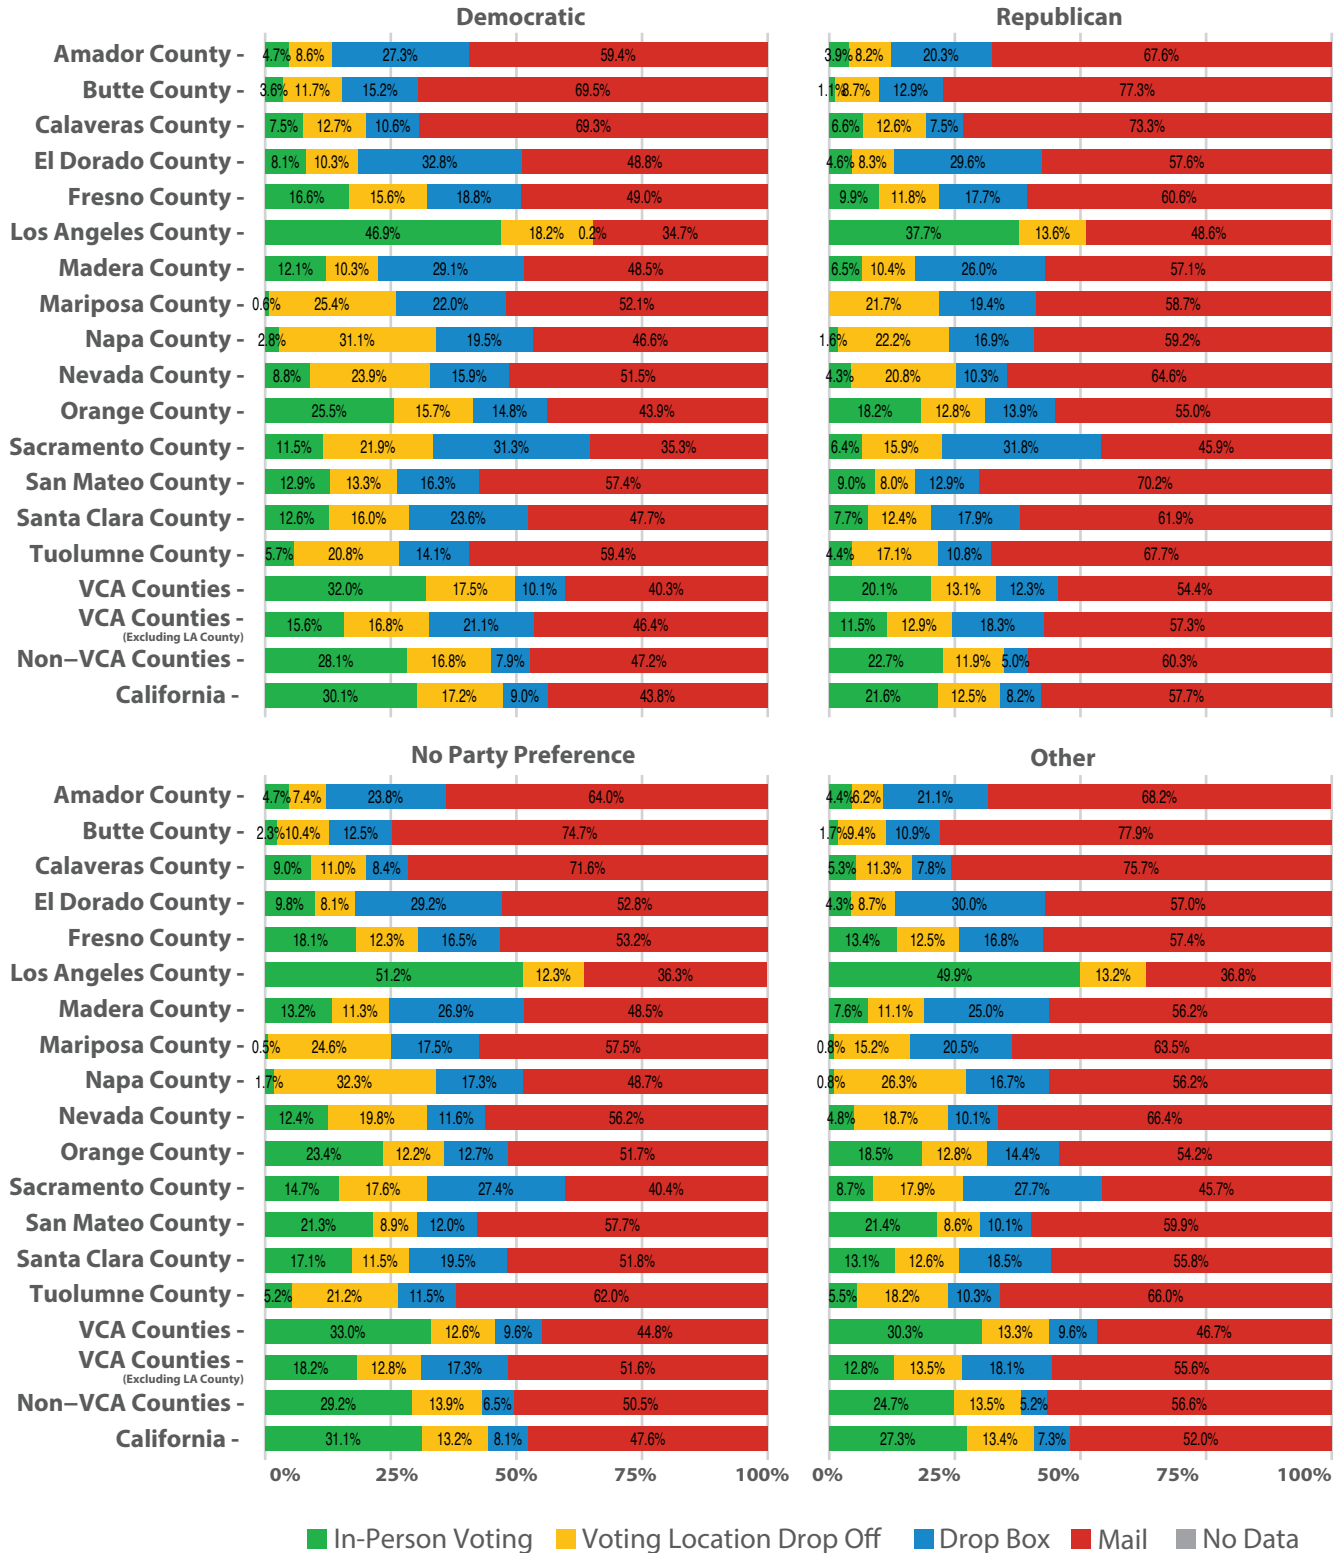 Democratic Republican
Amador County - 4.7% 8.6% 27.3% 59.4% 3.9% 8.2% 20.3% 67.6%
Butte County - 3.6% 11.7% 15.2% 69.5% 1.1% 8.7% 12.9% 77.3%
Calaveras County - 7.5% 12.7% 10.6% 69.3% 6.6% 12.6% 7.5% 73.3%
El Dorado County - 8.1% 10.3% 32.8% 48.8% 4.6% 8.3% 29.6% 57.6%
Fresno County - 16.6% 15.6% 18.8% 49.0% 9.9% 11.8% 17.7% 60.6%
Los Angeles County - 46.9% 18.2% 0.2% 34.7% 37.7% 13.6% 48.6%
Madera County - 12.1% 10.3% 29.1% 48.5% 6.5% 10.4% 26.0% 57.1%
Mariposa County - 0.6% 25.4% 22.0% 52.1% 21.7% 19.4% 58.7%
Napa County - 2.8% 31.1% 19.5% 46.6% 1.6% 22.2% 16.9% 59.2%
Nevada County - 8.8% 23.9% 15.9% 51.5% 4.3% 20.8% 10.3% 64.6%
Orange County - 25.5% 15.7% 14.8% 43.9% 18.2% 12.8% 13.9% 55.0%
Sacramento County - 11.5% 21.9% 31.3% 35.3% 6.4% 15.9% 31.8% 45.9%
San Mateo County - 12.9% 13.3% 16.3% 57.4% 9.0% 8.0% 12.9% 70.2%
Santa Clara County - 12.6% 16.0% 23.6% 47.7% 7.7% 12.4% 17.9% 61.9%
Tuolumne County - 5.7% 20.8% 14.1% 59.4% 4.4% 17.1% 10.8% 67.7%
VCA Counties - 32.0% 17.5% 10.1% 40.3% 20.1% 13.1% 12.3% 54.4%
VCA Counties - 15.6% 16.8% 21.1% 46.4% 11.5% 12.9% 18.3% 57.3%
(Excluding LA County)
Non–VCA Counties - 28.1% 16.8% 7.9% 47.2% 22.7% 11.9% 5.0% 60.3%
California - 30.1% 17.2% 9.0% 43.8% 21.6% 12.5% 8.2% 57.7%
No Party Preference Other
Amador County - 4.7% 7.4% 23.8% 64.0% 4.4% 6.2% 21.1% 68.2%
Butte County - 2.3% 10.4% 12.5% 74.7% 1.7% 9.4% 10.9% 77.9%
Calaveras County - 9.0% 11.0% 8.4% 71.6% 5.3% 11.3% 7.8% 75.7%
El Dorado County - 9.8% 8.1% 29.2% 52.8% 4.3% 8.7% 30.0% 57.0%
Fresno County - 18.1% 12.3% 16.5% 53.2% 13.4% 12.5% 16.8% 57.4%
Los Angeles County - 51.2% 12.3% 36.3% 49.9% 13.2% 36.8%
Madera County - 13.2% 11.3% 26.9% 48.5% 7.6% 11.1% 25.0% 56.2%
Mariposa County - 0.5% 24.6% 17.5% 57.5% 0.8% 15.2% 20.5% 63.5%
Napa County - 1.7% 32.3% 17.3% 48.7% 0.8% 26.3% 16.7% 56.2%
Nevada County - 12.4% 19.8% 11.6% 56.2% 4.8% 18.7% 10.1% 66.4%
Orange County - 23.4% 12.2% 12.7% 51.7% 18.5% 12.8% 14.4% 54.2%
Sacramento County - 14.7% 17.6% 27.4% 40.4% 8.7% 17.9% 27.7% 45.7%
San Mateo County - 21.3% 8.9% 12.0% 57.7% 21.4% 8.6% 10.1% 59.9%
Santa Clara County - 17.1% 11.5% 19.5% 51.8% 13.1% 12.6% 18.5% 55.8%
Tuolumne County - 5.2% 21.2% 11.5% 62.0% 5.5% 18.2% 10.3% 66.0%
VCA Counties - 33.0% 12.6% 9.6% 44.8% 30.3% 13.3% 9.6% 46.7%
VCA Counties - 18.2% 12.8% 17.3% 51.6% 12.8% 13.5% 18.1% 55.6%
(Excluding LA County)
Non–VCA Counties - 29.2% 13.9% 6.5% 50.5% 24.7% 13.5% 5.2% 56.6%
California - 31.1% 13.2% 8.1% 47.6% 27.3% 13.4% 7.3% 52.0%
0% 25% 50% 75% 100% 0% 25% 50% 75% 100%
In-Person Voting Voting Location Drop Off Drop Box Mail No Data